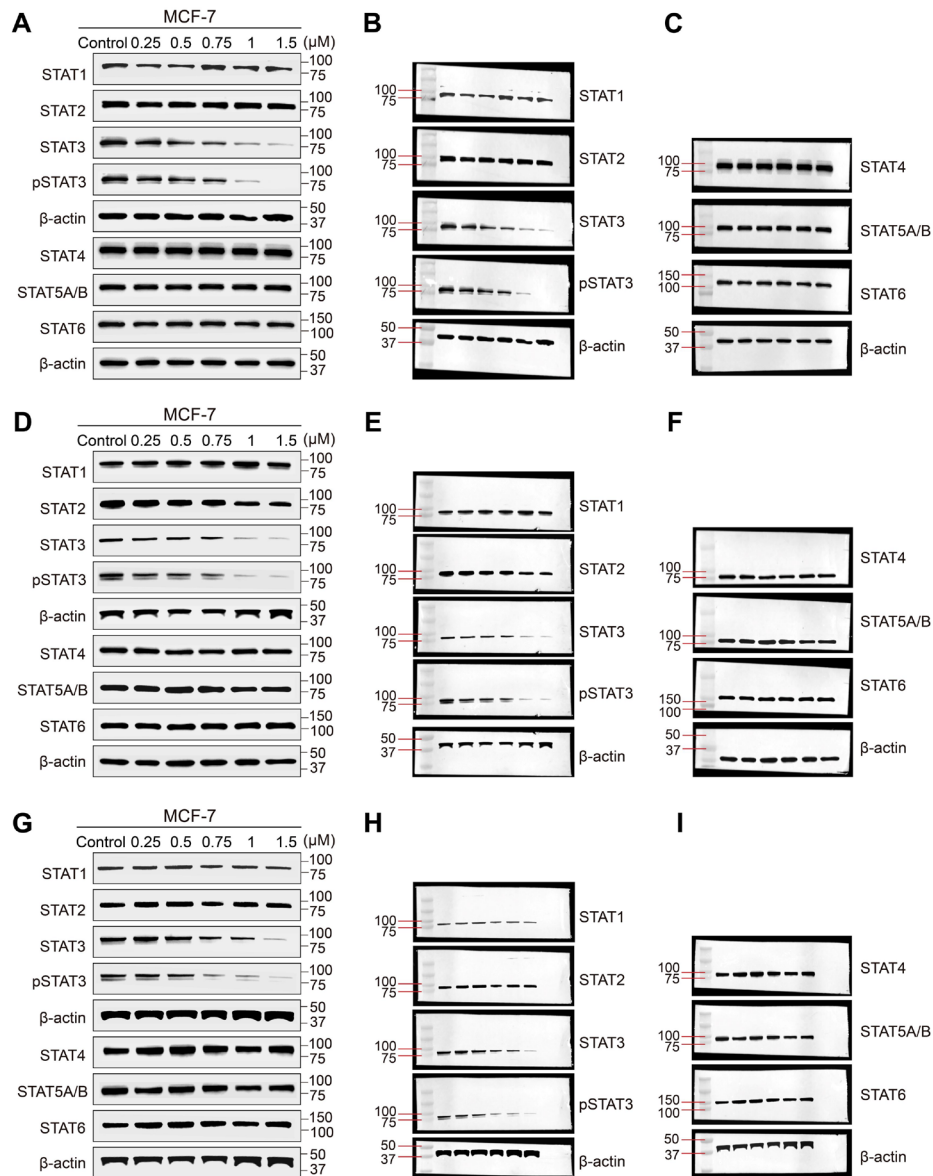 A
MCF-7
Control 0.25 0.5 0.75 1 1.5 (μM)
STAT1
100
75
STAT2
100
75
STAT3
100
75
pSTAT3
100
75
β-actin
50
37
STAT4
100
75
STAT5A/B
100
75
STAT6
150
100
β-actin
50
37
B
100
75
STAT1
100
75
STAT2
100
75
STAT3
100
75
pSTAT3
50
37
β-actin
C
100
75
STAT4
100
75
STAT5A/B
150
100
STAT6
50
37
β-actin
D
MCF-7
Control 0.25 0.5 0.75 1 1.5 (μM)
STAT1
100
75
STAT2
100
75
STAT3
100
75
pSTAT3
100
75
β-actin
50
37
STAT4
100
75
STAT5A/B
100
75
STAT6
150
100
β-actin
50
37
E
100
75
STAT1
100
75
STAT2
100
75
STAT3
100
75
pSTAT3
50
37
β-actin
F
100
75
STAT4
100
75
STAT5A/B
150
100
STAT6
50
37
β-actin
G
MCF-7
Control 0.25 0.5 0.75 1 1.5 (μM)
STAT1
100
75
STAT2
100
75
STAT3
100
75
pSTAT3
100
75
β-actin
50
37
STAT4
100
75
STAT5A/B
100
75
STAT6
150
100
β-actin
50
37
H
100
75
STAT1
100
75
STAT2
100
75
STAT3
100
75
pSTAT3
50
37
β-actin
I
100
75
STAT4
100
75
STAT5A/B
150
100
STAT6
50
37
β-actin